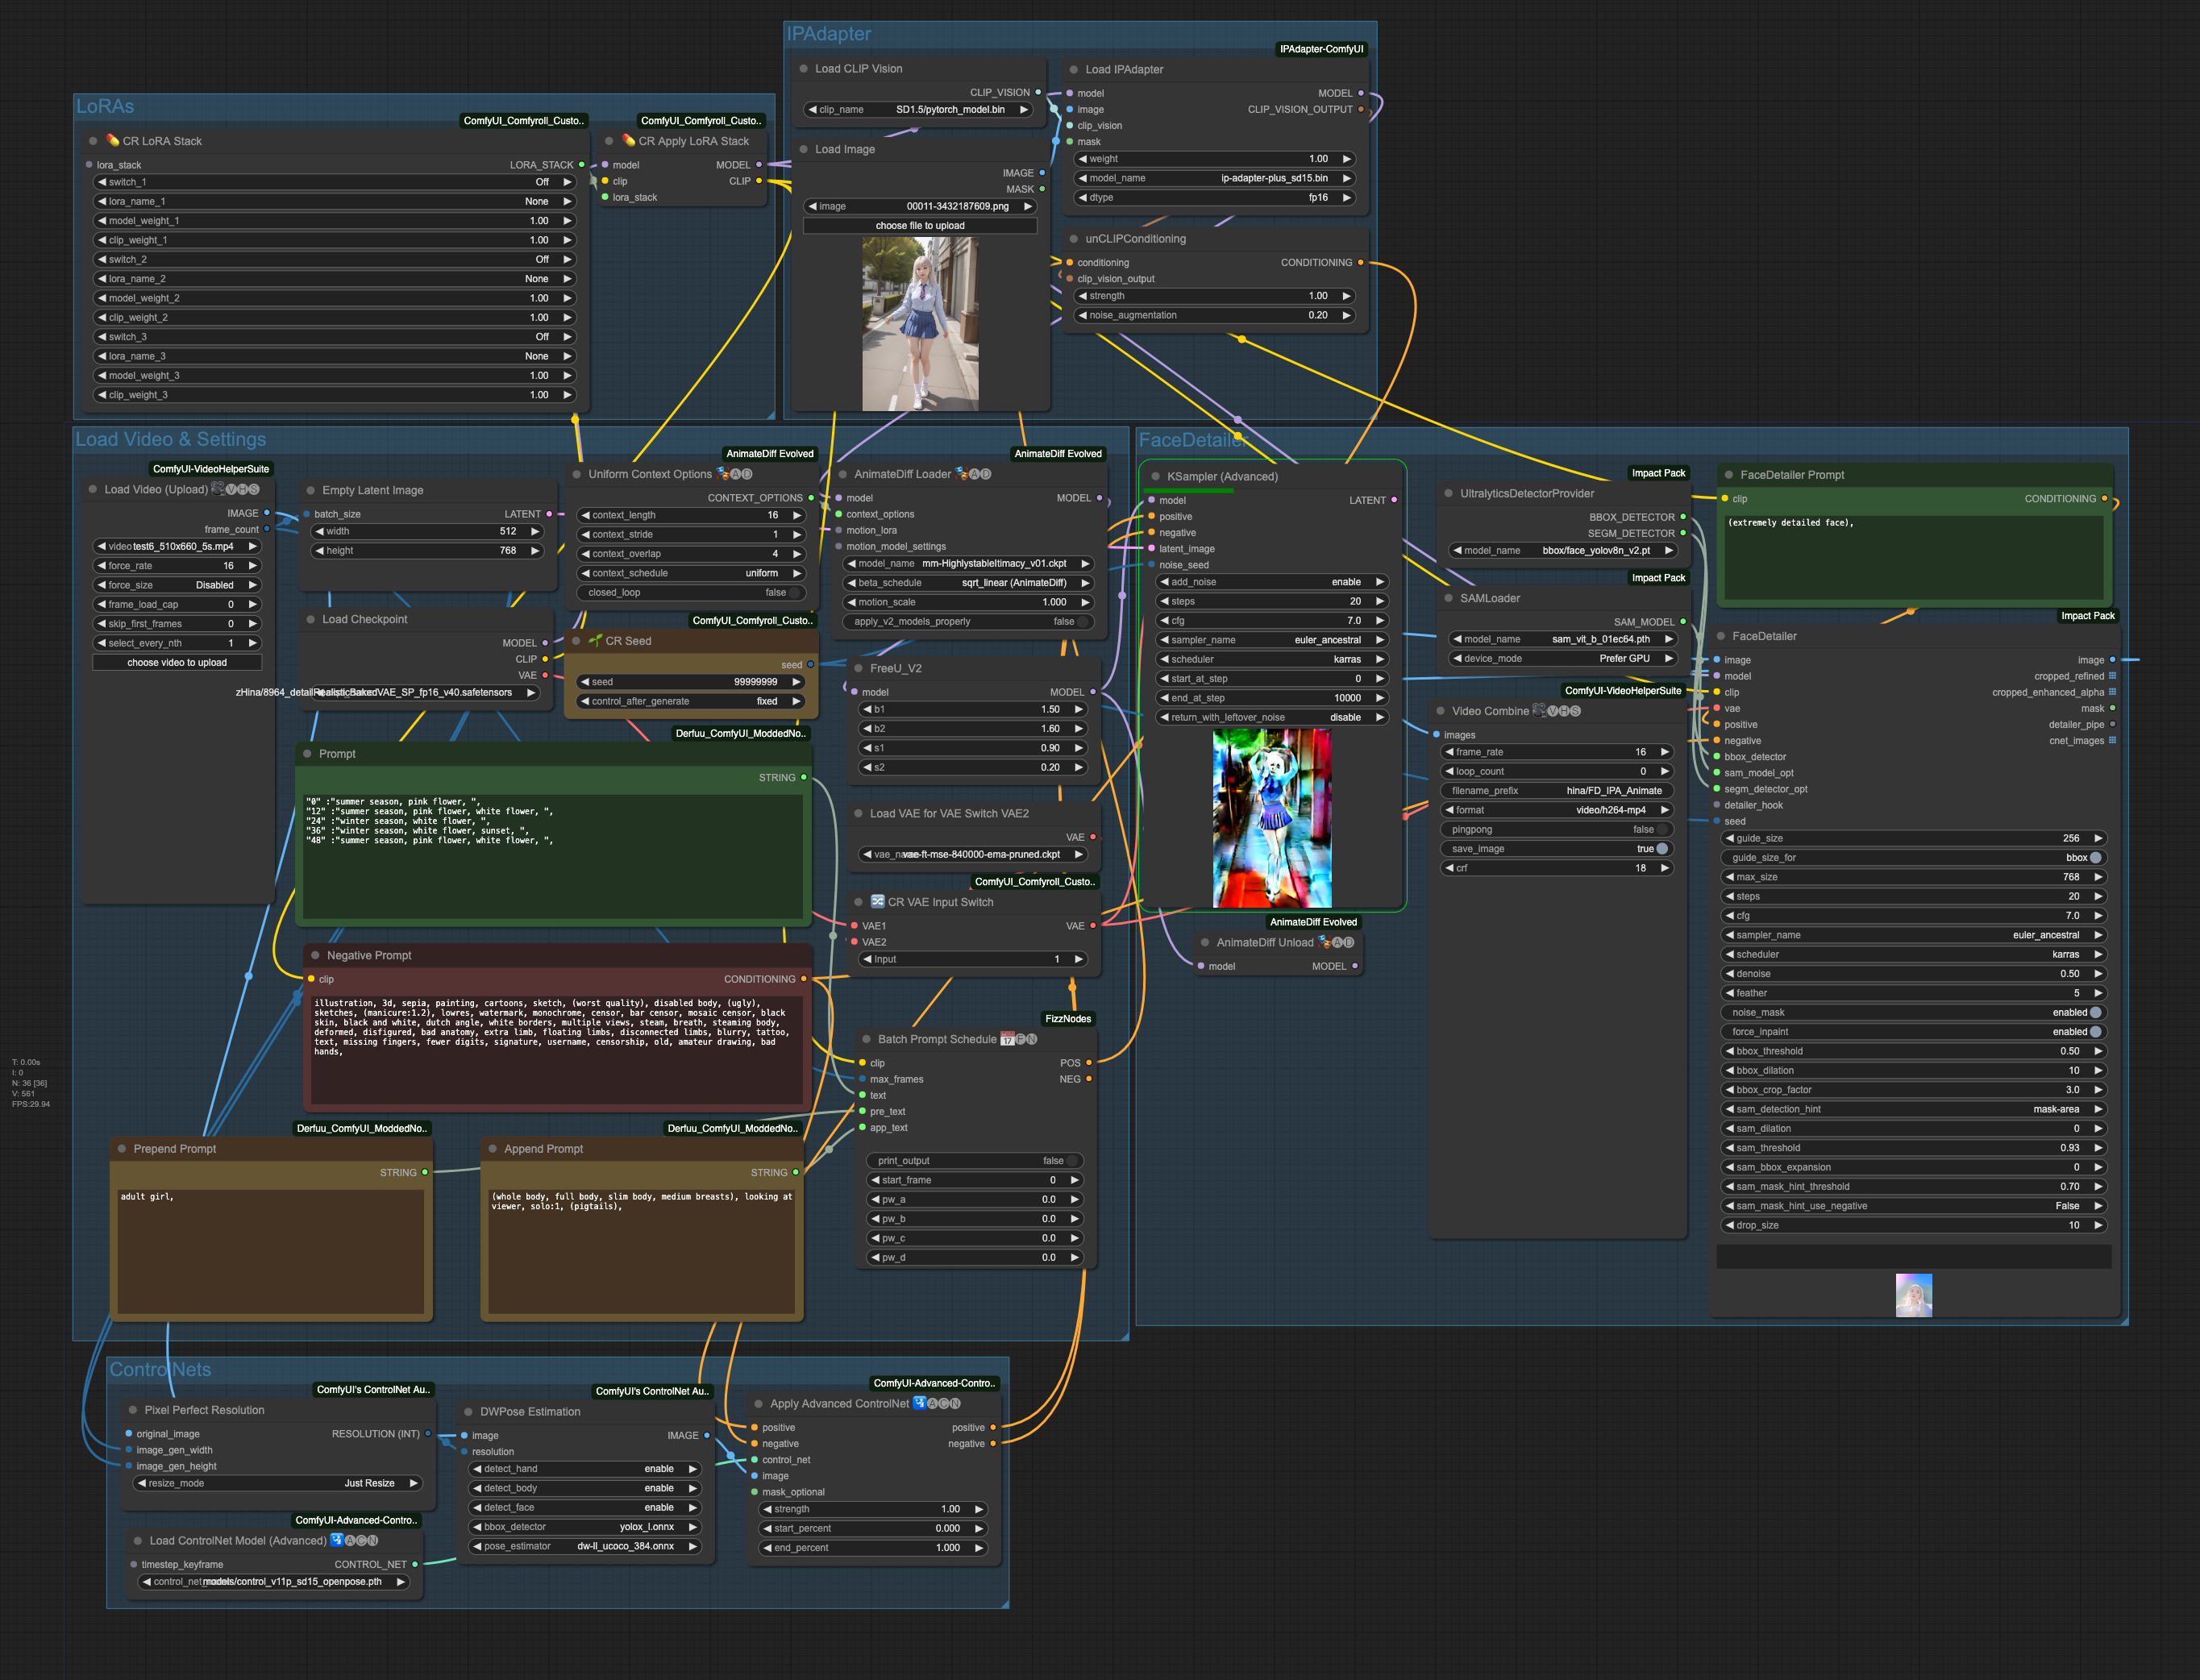 IPAdapter
IPAdapter-ComfyUI
Load CLIP Vision
CLIP_VISION
clip_name SD1.5/pytorch_model.bin
Load IPAdapter
model MODEL
image CLIP_VISION_OUTPUT
clip_vision
mask
weight 1.00
model_name ip-adapter-plus_sd15.bin
dtype fp16
Load Image
IMAGE
MASK
image 00011-3432187609.png
choose file to upload
unCLIPConditioning
conditioning CONDITIONING
clip_vision_output
strength 1.00
noise_augmentation 0.20
LoRAs
ComfyUI_Comfyroll_Custo..
CR LoRA Stack
lora_stack LORA_STACK
switch_1 Off
lora_name_1 None
model_weight_1 1.00
clip_weight_1 1.00
switch_2 Off
lora_name_2 None
model_weight_2 1.00
clip_weight_2 1.00
switch_3 Off
lora_name_3 None
model_weight_3 1.00
clip_weight_3 1.00
ComfyUI_Comfyroll_Custo..
CR Apply LoRA Stack
model MODEL
clip CLIP
lora_stack
Load Video & Settings
ComfyUI-VideoHelperSuite
Load Video (Upload) VHS
IMAGE
frame_count
video test6_510x660_5s.mp4
force_rate 16
force_size Disabled
frame_load_cap 0
skip_first_frames 0
select_every_nth 1
choose video to upload
Empty Latent Image
batch_size LATENT
width 512
height 768
Load Checkpoint
MODEL
CLIP
VAE
BakedVAE_SP_fp16_v40.safetensors
AnimateDiff Evolved
Uniform Context Options AD
CONTEXT_OPTIONS
context_length 16
context_stride 1
context_overlap 4
context_schedule uniform
closed_loop false
ComfyUI_Comfyroll_Custo..
CR Seed
seed
seed 99999999
control_after_generate fixed
AnimateDiff Evolved
AnimateDiff Loader AD
model MODEL
context_options
motion_lora
motion_model_settings
model_name mm-HighlystableItimacy_v01.ckpt
beta_schedule sqrt_linear (AnimateDiff)
motion_scale 1.000
apply_v2_models_properly false
FreeU_V2
model MODEL
b1 1.50
b2 1.60
s1 0.90
s2 0.20
Derfuu_ComfyUI_ModdedNo..
Prompt
STRING
"0" :"summer season, pink flower, ",
"12" :"summer season, pink flower, white flower, ",
"24" :"winter season, white flower, ",
"36" :"winter season, white flower, sunset, ",
"48" :"summer season, pink flower, white flower, ",
Load VAE for VAE Switch VAE2
VAE
vae-ft-mse-840000-ema-pruned.ckpt
ComfyUI_Comfyroll_Custo..
CR VAE Input Switch
VAE1 VAE
VAE2
Input 1
Negative Prompt
clip CONDITIONING
illustration, 3d, sepia, painting, cartoons, sketch, (worst quality), disabled body, (ugly),
sketches, (manicure:1.2), lowres, watermark, monochrome, censor, bar censor, mosaic censor, black
skin, black and white, dutch angle, white borders, multiple views, steam, breath, steaming body,
deformed, disfigured, bad anatomy, extra limb, floating limbs, disconnected limbs, blurry, tattoo,
text, missing fingers, fewer digits, signature, username, censorship, old, amateur drawing, bad
hands,
FizzNodes
Batch Prompt Schedule 17 FN
clip POS
max_frames NEG
text
pre_text
app_text
print_output false
start_frame 0
pw_a 0.0
pw_b 0.0
pw_c 0.0
pw_d 0.0
Derfuu_ComfyUI_ModdedNo..
Prepend Prompt
STRING
adult girl,
Derfuu_ComfyUI_ModdedNo..
Append Prompt
STRING
(whole body, full body, slim body, medium breasts), looking at
viewer, solo:1, (pigtails),
T: 0.00s
I: 0
N: 36 [36]
V: 561
FPS:29.94
FaceDetailer
KSampler (Advanced)
model LATENT
positive
negative
latent_image
noise_seed
add_noise enable
steps 20
cfg 7.0
sampler_name euler_ancestral
scheduler karras
start_at_step 0
end_at_step 10000
return_with_leftover_noise disable
AnimateDiff Evolved
AnimateDiff Unload AD
model MODEL
Impact Pack
UltralyticsDetectorProvider
BBOX_DETECTOR
SEGM_DETECTOR
model_name bbox/face_yolov8n_v2.pt
Impact Pack
SAMLoader
SAM_MODEL
model_name sam_vit_b_01ec64.pth
device_mode Prefer GPU
ComfyUI-VideoHelperSuite
Video Combine VHS
images
frame_rate 16
loop_count 0
filename_prefix hina/FD_IPA_Animate
format video/h264-mp4
pingpong false
save_image true
crf 18
FaceDetailer Prompt
clip CONDITIONING
(extremely detailed face),
Impact Pack
FaceDetailer
image image
model cropped_refined
clip cropped_enhanced_alpha
vae mask
positive detailer_pipe
negative cnet_images
bbox_detector
sam_model_opt
segm_detector_opt
detailer_hook
seed
guide_size 256
guide_size_for bbox
max_size 768
steps 20
cfg 7.0
sampler_name euler_ancestral
scheduler karras
denoise 0.50
feather 5
noise_mask enabled
force_inpaint enabled
bbox_threshold 0.50
bbox_dilation 10
bbox_crop_factor 3.0
sam_detection_hint mask-area
sam_dilation 0
sam_threshold 0.93
sam_bbox_expansion 0
sam_mask_hint_threshold 0.70
sam_mask_hint_use_negative False
drop_size 10
ControlNets
ComfyUI's ControlNet Au..
Pixel Perfect Resolution
original_image RESOLUTION (INT)
image_gen_width
image_gen_height
resize_mode Just Resize
ComfyUI-Advanced-Contro..
Load ControlNet Model (Advanced) ACN
timestep_keyframe CONTROL_NET
models/control_v11p_sd15_openpose.pth
ComfyUI's ControlNet Au..
DWPose Estimation
image IMAGE
resolution
detect_hand enable
detect_body enable
detect_face enable
bbox_detector yolox_l.onnx
pose_estimator dw-ll_ucoco_384.onnx
ComfyUI-Advanced-Contro..
Apply Advanced ControlNet ACN
positive positive
negative negative
control_net
image
mask_optional
strength 1.00
start_percent 0.000
end_percent 1.000